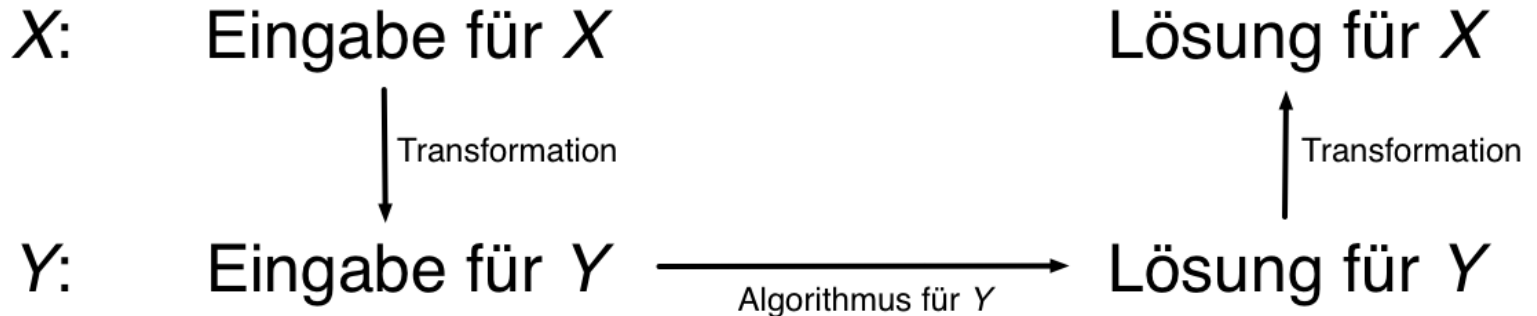 X: Eingabe für X Lösung für X
Transformation Transformation
Y: Eingabe für Y Lösung für Y
Algorithmus für Y